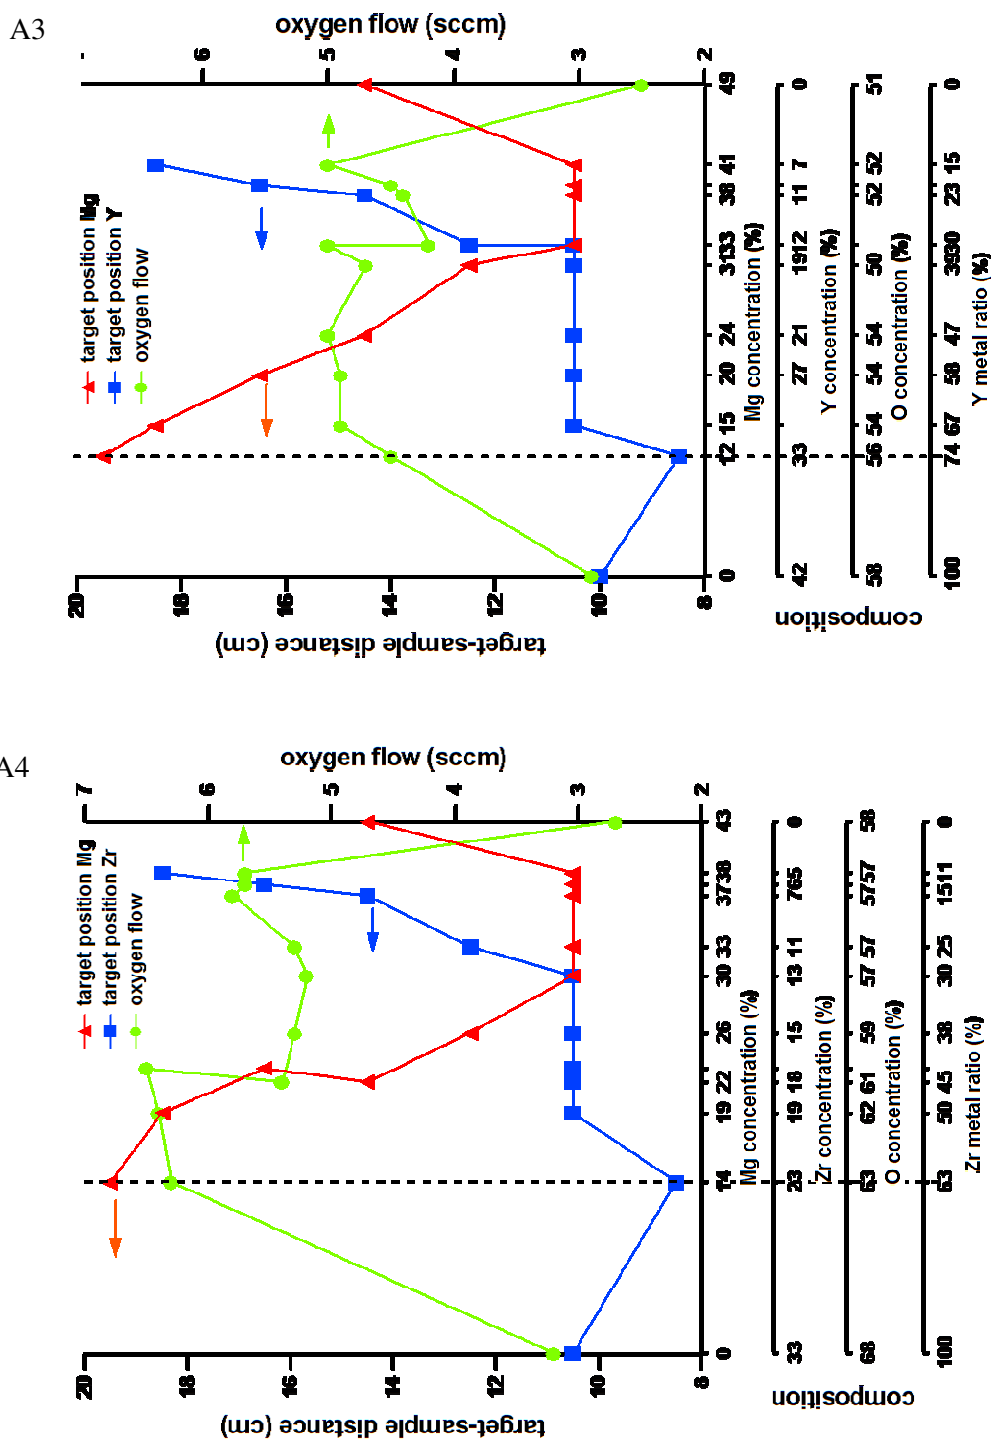 A3
oxygen flow (sccm)
6 5 4 3 2
target position Mg
target position Y
oxygen flow
20 18 16 14 12 10 8
target-sample distance (cm)
0 12 15 20 24 31 33 38 41 49
Mg concentration (%)
42 33 27 21 19 12 11 7 0
Y concentration (%)
58 56 54 54 54 50 52 52 51
O concentration (%)
100 74 67 58 47 39 30 23 15 0
Y metal ratio (%)
composition
A4
oxygen flow (sccm)
7 6 5 4 3 2
target position Mg
target position Zr
oxygen flow
20 18 16 14 12 10 8
target-sample distance (cm)
0 14 19 22 26 30 33 37 38 43
Mg concentration (%)
33 23 19 18 15 13 11 7 6 5 0
Zr concentration (%)
68 63 62 61 59 57 57 57 57 58
O concentration (%)
100 63 50 45 38 30 25 15 11 0
Zr metal ratio (%)
composition